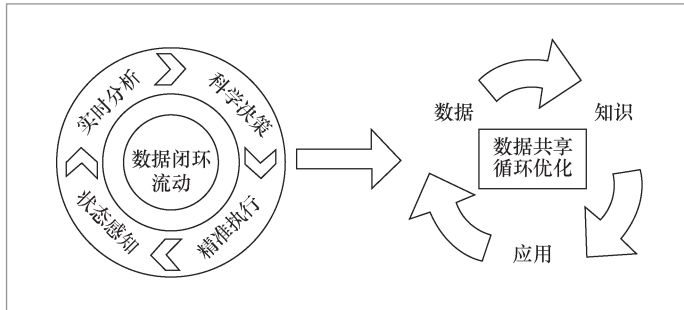 实时分析
科学决策
数据闭环
流动
状态感知
精准执行
数据
知识
数据共享
循环优化
应用